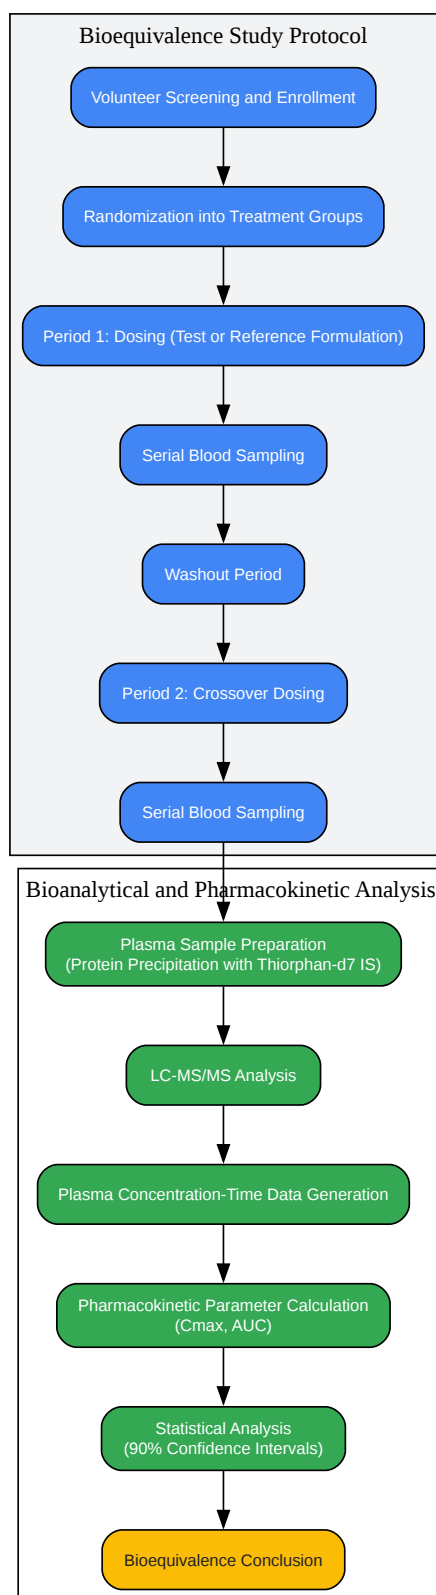 Bioequivalence Study Protocol
Volunteer Screening and Enrollment
Randomization into Treatment Groups
Period 1: Dosing (Test or Reference Formulation)
Serial Blood Sampling
Washout Period
Period 2: Crossover Dosing
Serial Blood Sampling
Bioanalytical and Pharmacokinetic Analysis
Plasma Sample Preparation
(Protein Precipitation with Thiorphan-d7 IS)
LC-MS/MS Analysis
Plasma Concentration-Time Data Generation
Pharmacokinetic Parameter Calculation
(Cmax, AUC)
Statistical Analysis
(90% Confidence Intervals)
Bioequivalence Conclusion